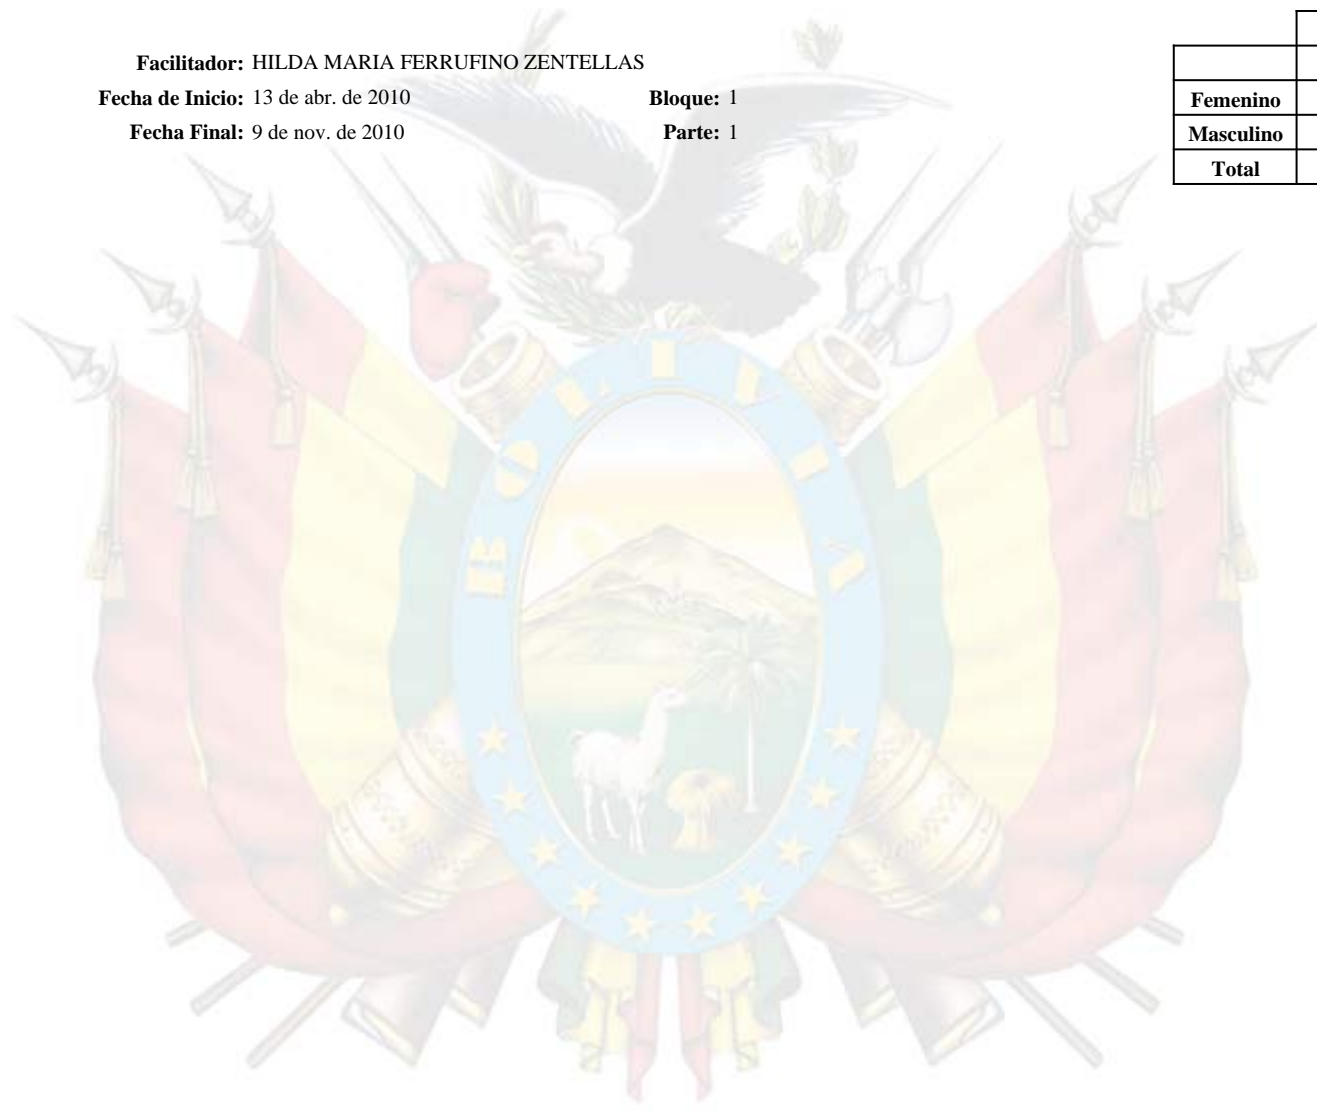 Facilitador: HILDA MARIA FERRUFINO ZENTELLAS
Fecha de Inicio: 13 de abr. de 2010 Bloque: 1
Fecha Final: 9 de nov. de 2010 Parte: 1
Femenino
Masculino
Total
BOLIVIA